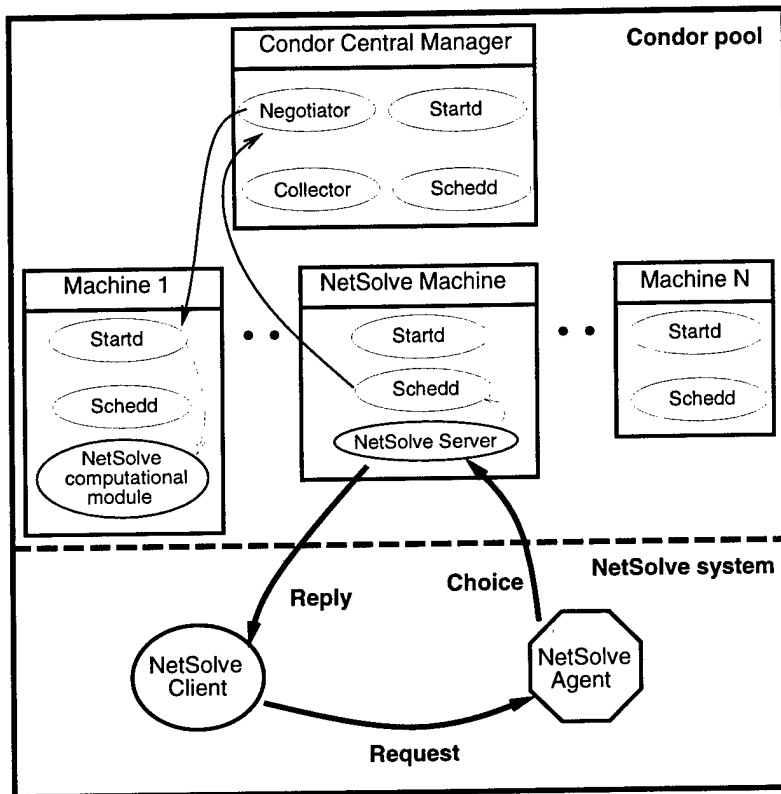 Condor Central Manager
Condor pool
Negotiator
Startd
Collector
Schedd
Machine 1
Startd
Schedd
NetSolve
computational
module
NetSolve Machine
Startd
Schedd
NetSolve Server
Machine N
Startd
Schedd
NetSolve system
Reply
Choice
NetSolve
Client
NetSolve
Agent
Request